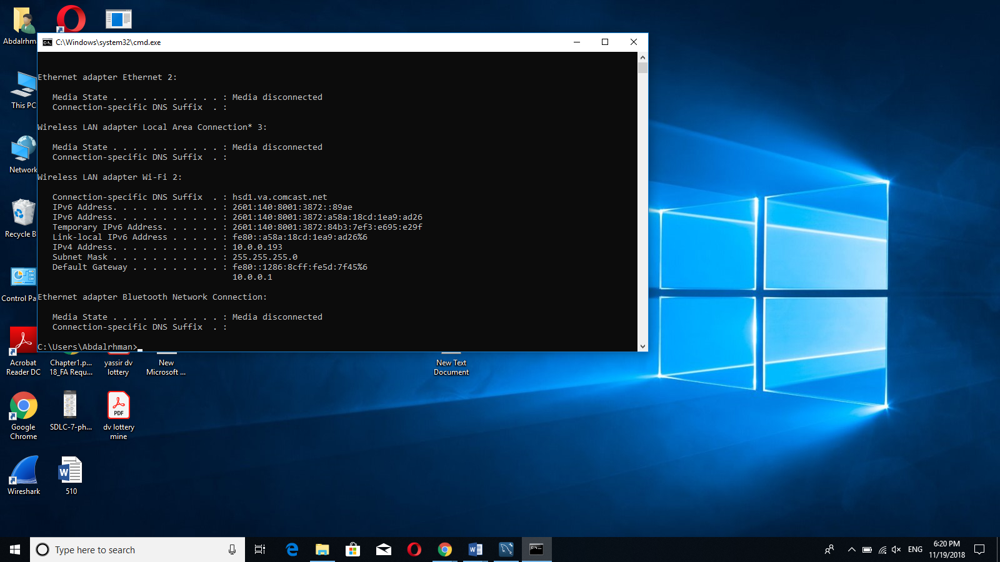 Abdalrhm
C:\Windows\system32\cmd.exe
Ethernet adapter Ethernet 2:
Media State . . . . . . . . . . . : Media disconnected
Connection-specific DNS Suffix  . :
Wireless LAN adapter Local Area Connection* 3:
Media State . . . . . . . . . . . : Media disconnected
Connection-specific DNS Suffix  . :
Wireless LAN adapter Wi-Fi 2:
Connection-specific DNS Suffix  . : hsd1.va.comcast.net
IPv6 Address. . . . . . . . . . . : 2601:140:8001:3872::89ae
IPv6 Address. . . . . . . . . . . : 2601:140:8001:3872:a58a:18cd:1ea9:ad26
Temporary IPv6 Address. . . . . . : 2601:140:8001:3872:84b3:7ef3:e695:e29f
Link-local IPv6 Address . . . . . : fe80::a58a:18cd:1ea9:ad26%6
IPv4 Address. . . . . . . . . . . : 10.0.0.193
Subnet Mask . . . . . . . . . . . : 255.255.255.0
Default Gateway . . . . . . . . . : fe80::1286:8cff:fe5d:7f45%6
10.0.0.1
Ethernet adapter Bluetooth Network Connection:
Media State . . . . . . . . . . . : Media disconnected
Connection-specific DNS Suffix  . :
C:\Users\Abdalrhman>
This PC
Network
Recycle B
Control Pa
Acrobat
Reader DC
Chapter1.p...
18_FA Requ...
yassir dv
lottery
New
Microsoft ...
New Text
Document
Google
Chrome
SDLC-7-ph...
PDF
dv lottery
mine
Wireshark
W
510
Type here to search
ENG
6:20 PM
11/19/2018